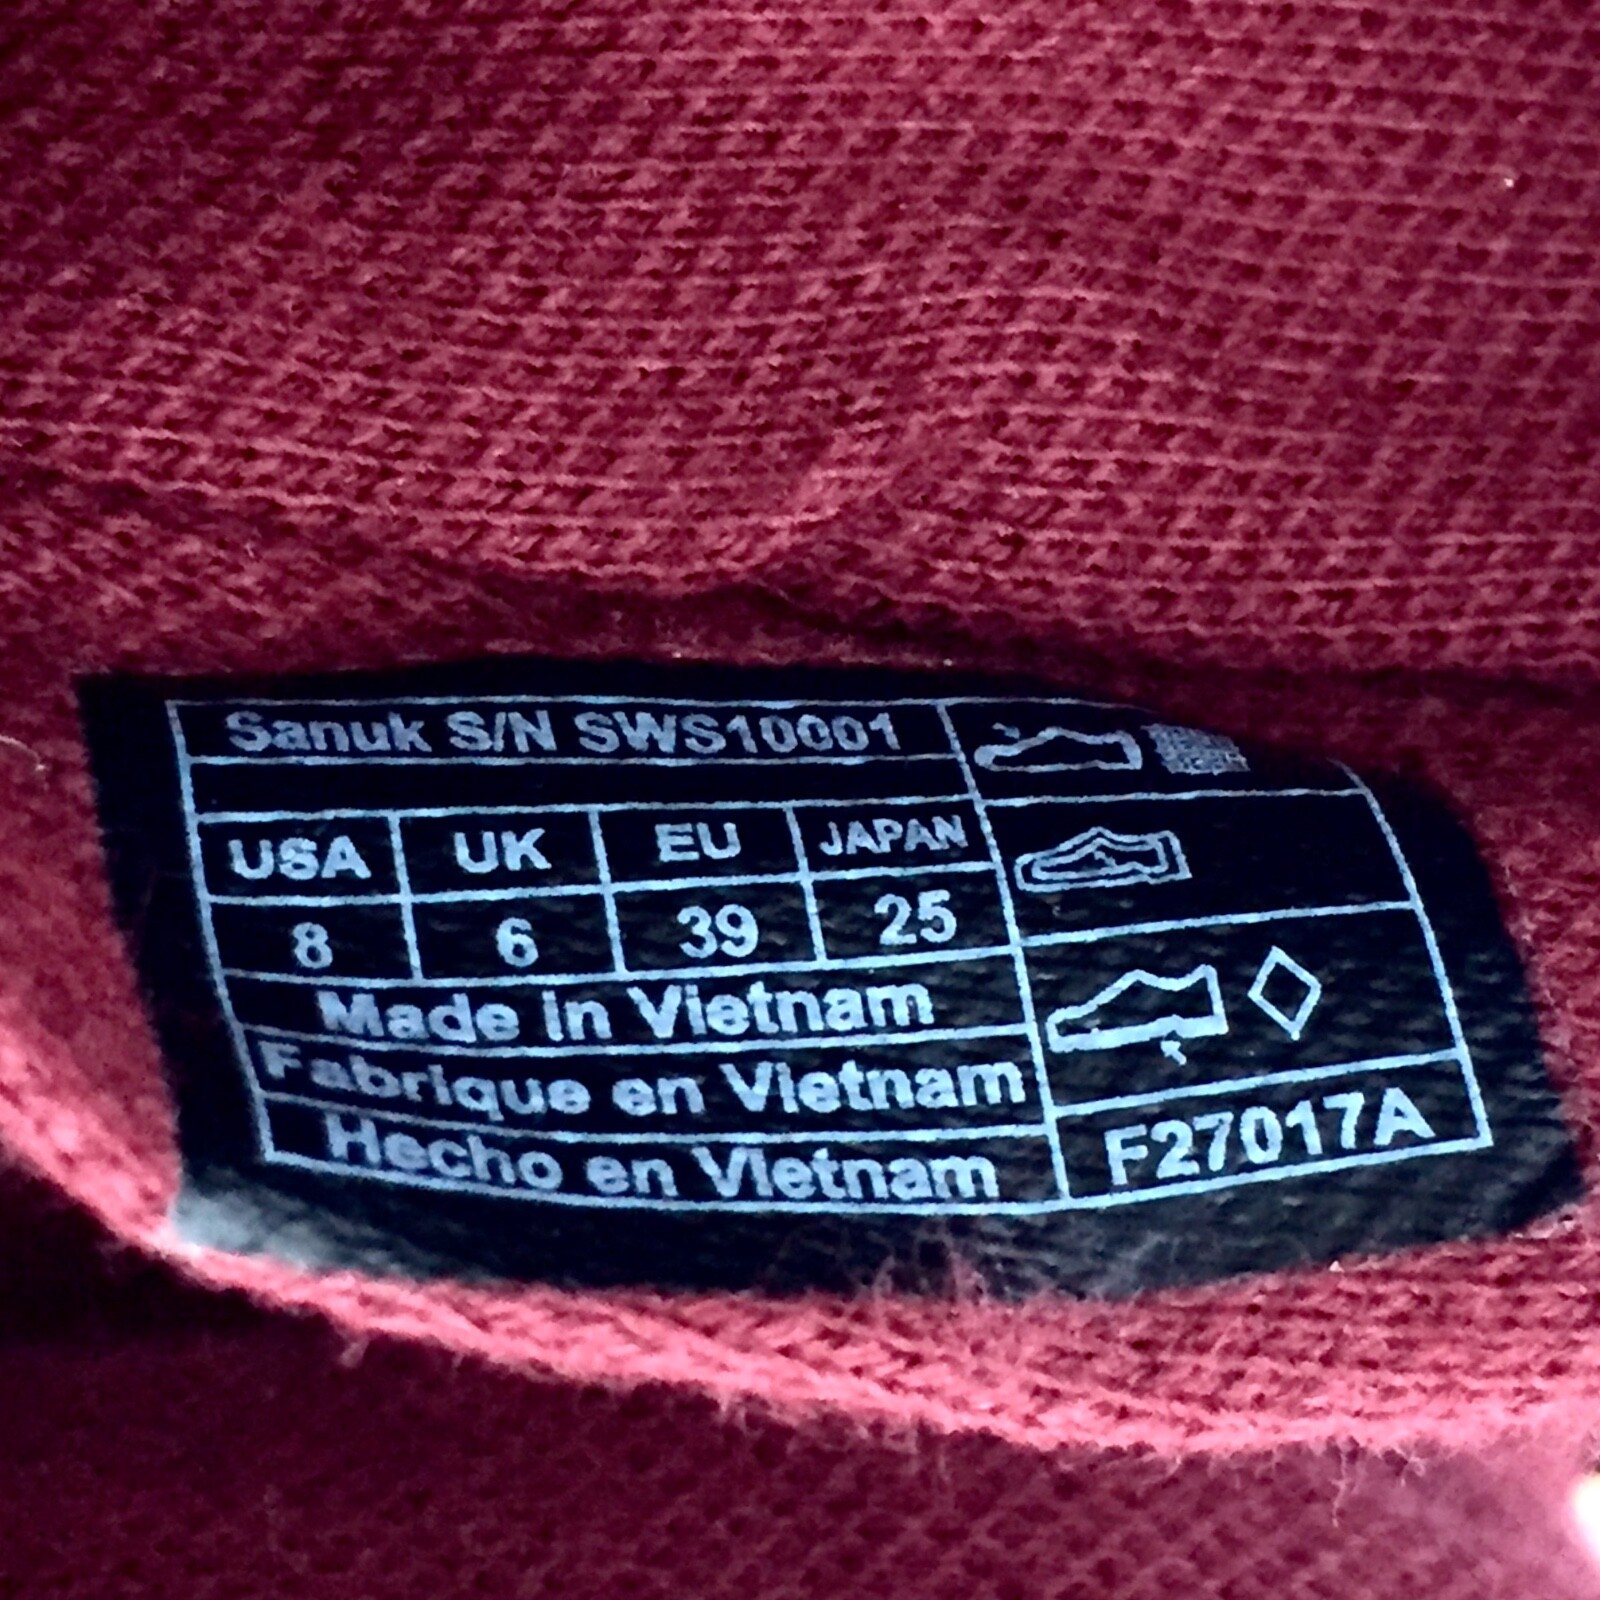 Sanuk S/N SWS10001
USA UK EU JAPAN
8 6 39 25
Made in Vietnam
Fabrique en Vietnam
Hecho en Vietnam
F27017A